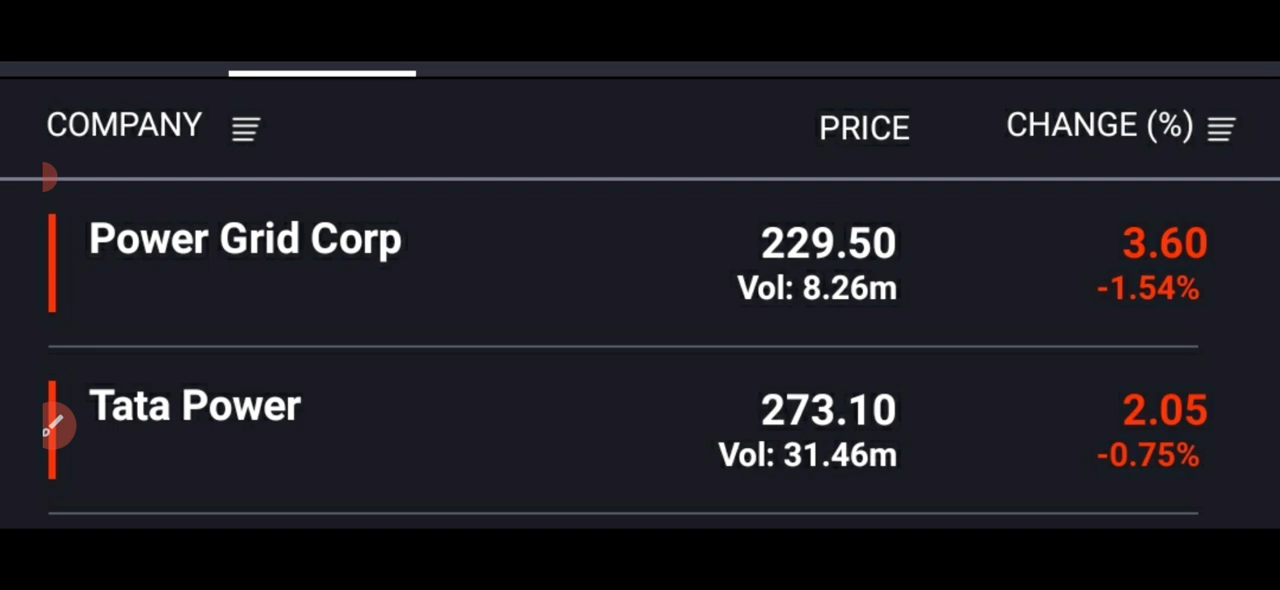 COMPANY PRICE CHANGE (%)
Power Grid Corp 229.50 3.60
Vol: 8.26m -1.54%
Tata Power 273.10 2.05
Vol: 31.46m -0.75%